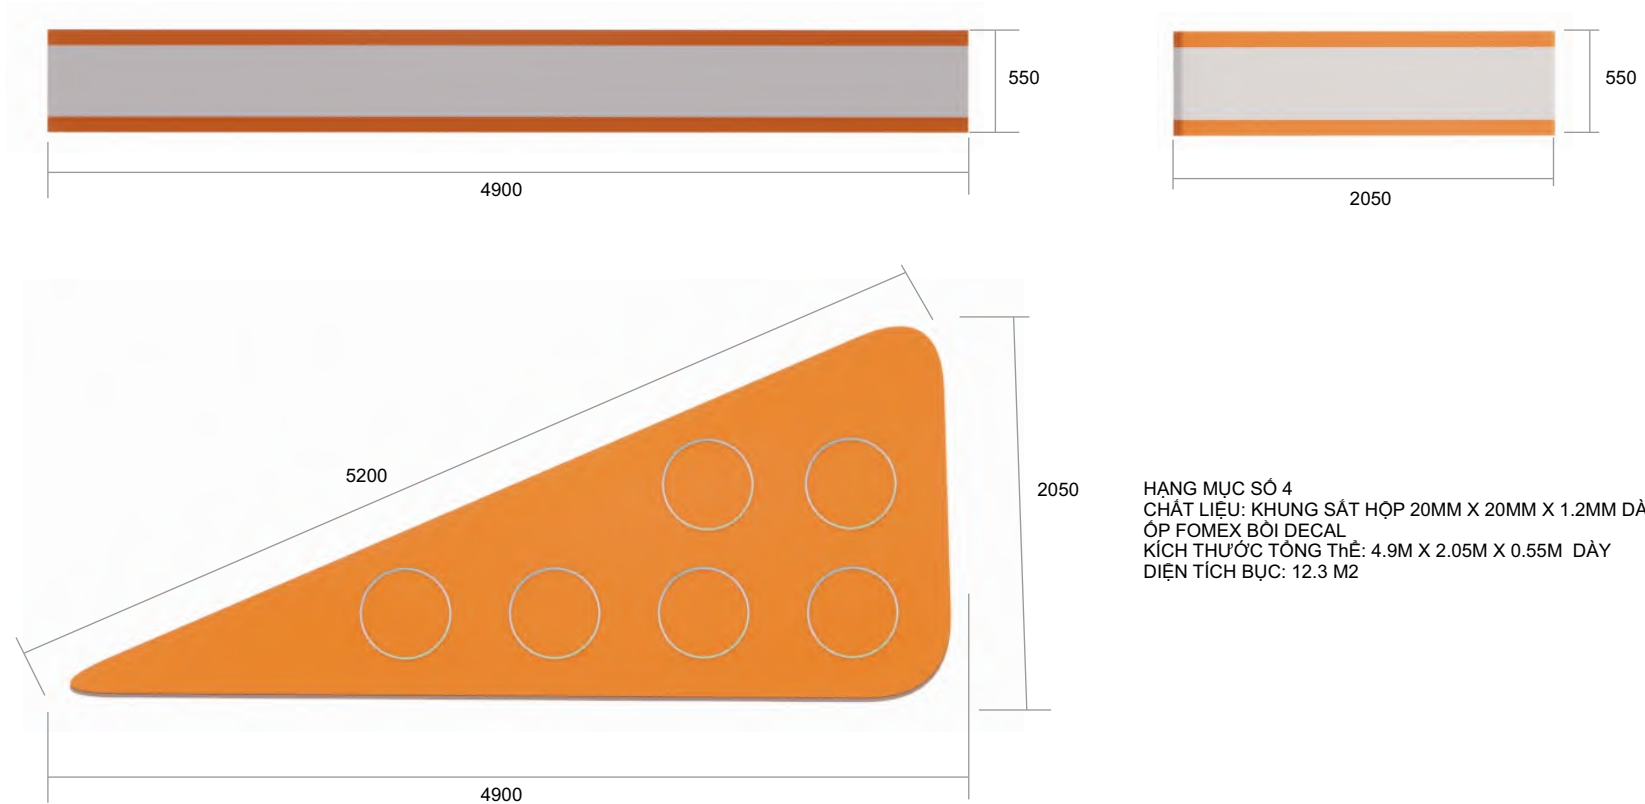 550
4900
550
2050
5200
2050
4900
HẠNG MỤC SỐ 4
CHẤT LIỆU: KHUNG SẮT HỘP 20MM X 20MM X 1.2MM DÀ
ỐP FOMEX BỒI DECAL
KÍCH THƯỚC TỔNG ThỂ: 4.9M X 2.05M X 0.55M DÀY
DIỆN TÍCH BỤC: 12.3 M2